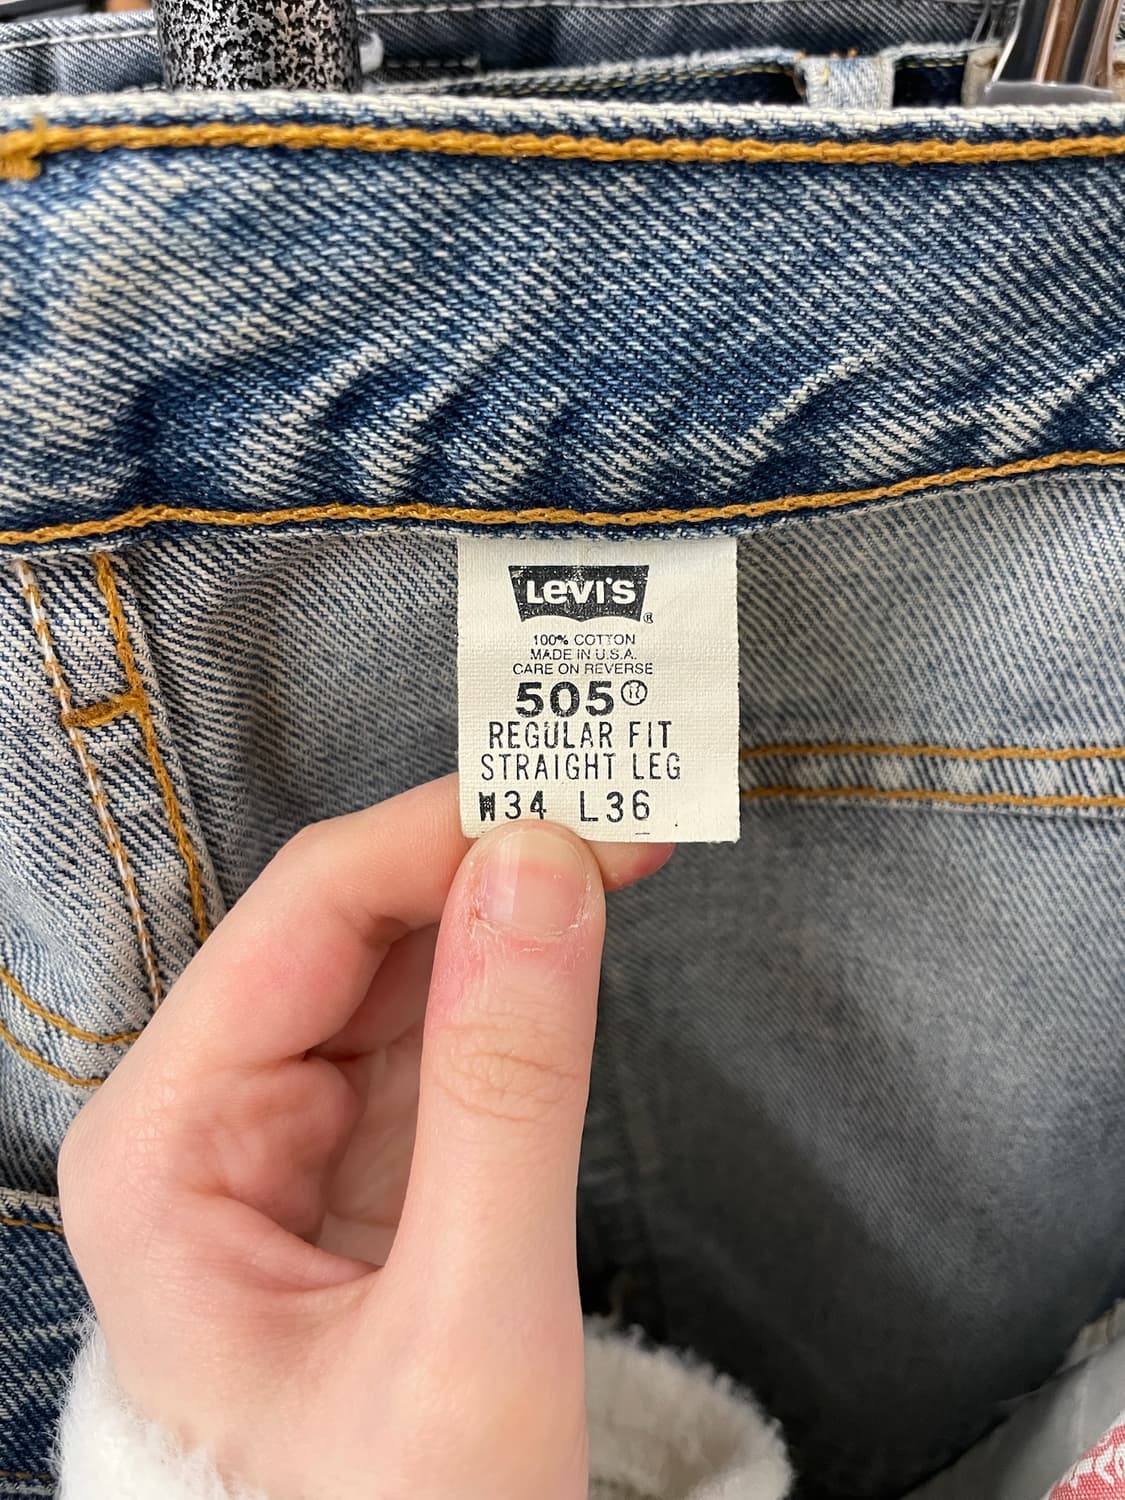 Levi's ®
100% COTTON
MADE IN U.S.A.
CARE ON REVERSE
505®
REGULAR FIT
STRAIGHT LEG
W34 L36